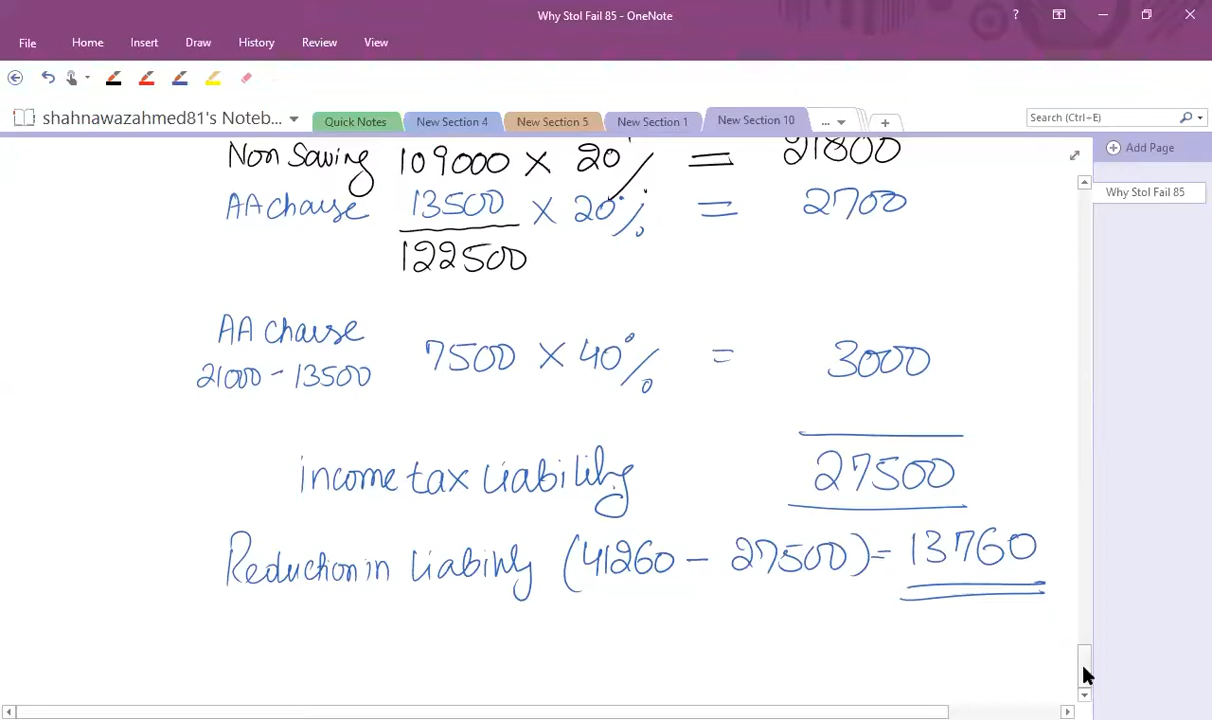 Why Stol Fail 85 - OneNote
?
File Home Insert Draw History Review View
shahnawazahmed81's Noteb... Quick Notes New Section 4 New Section 5 New Section 1 New Section 10 ... Search (Ctrl+E)
Add Page
Why Stol Fail 85
Non Saving 109000 × 20% = 21800
AA charge 13500 × 20% = 2700
122500
AA charge 7500 × 40% = 3000
21000 - 13500
income tax liability 27500
Reduction in liability (41260 - 27500) = 13760